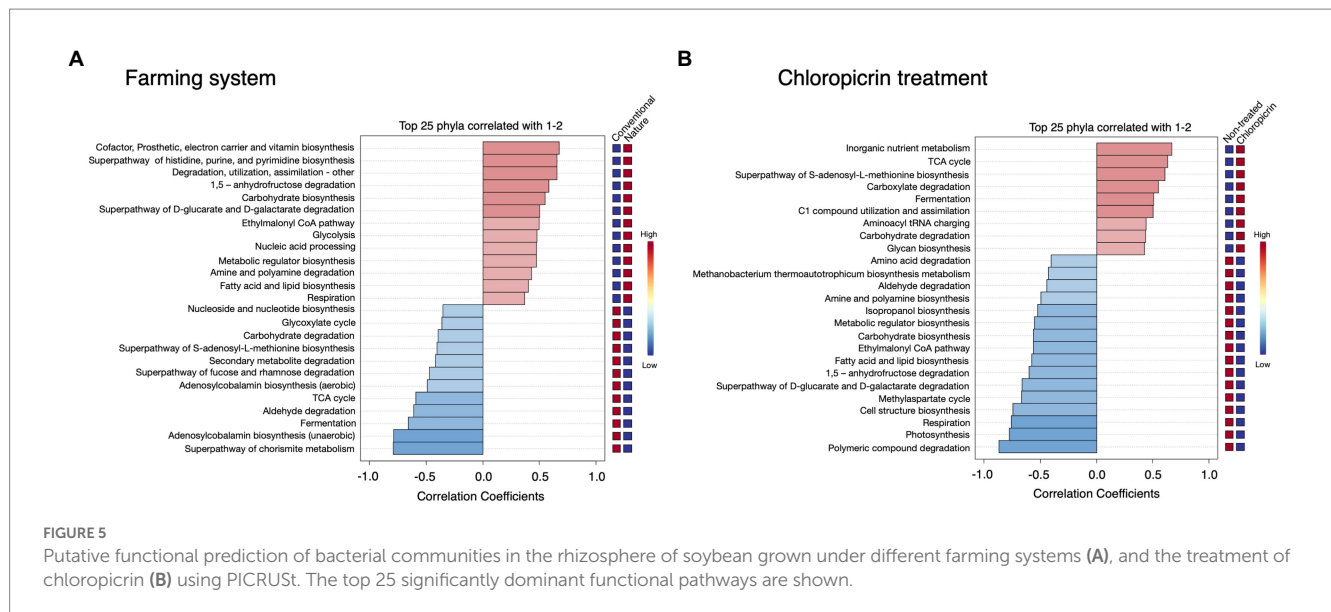 A
Farming system
Top 25 phyla correlated with 1-2
Conventional
Nature
Cofactor, Prosthetic, electron carrier and vitamin biosynthesis
Superpathway of histidine, purine, and pyrimidine biosynthesis
Degradation, utilization, assimilation - other
1,5 – anhydrofructose degradation
Carbohydrate biosynthesis
Superpathway of D-glucarate and D-galactarate degradation
Ethylmalonyl CoA pathway
Glycolysis
Nucleic acid processing
Metabolic regulator biosynthesis
Amine and polyamine degradation
Fatty acid and lipid biosynthesis
Respiration
Nucleoside and nucleotide biosynthesis
Glycoxylate cycle
Carbohydrate degradation
Superpathway of S-adenosyl-L-methionine biosynthesis
Secondary metabolite degradation
Superpathway of fucose and rhamnose degradation
Adenosylcobalamin biosynthesis (aerobic)
TCA cycle
Aldehyde degradation
Fermentation
Adenosylcobalamin biosynthesis (unaerobic)
Superpathway of chorismite metabolism
High
Low
-1.0 -0.5 0.0 0.5 1.0
Correlation Coefficients
B
Chloropicrin treatment
Top 25 phyla correlated with 1-2
Non-treated
Chloropicrin
Inorganic nutrient metabolism
TCA cycle
Superpathway of S-adenosyl-L-methionine biosynthesis
Carboxylate degradation
Fermentation
C1 compound utilization and assimilation
Aminoacyl tRNA charging
Carbohydrate degradation
Glycan biosynthesis
Amino acid degradation
Methanobacterium thermoautotrophicum biosynthesis metabolism
Aldehyde degradation
Amine and polyamine biosynthesis
Isopropanol biosynthesis
Metabolic regulator biosynthesis
Carbohydrate biosynthesis
Ethylmalonyl CoA pathway
Fatty acid and lipid biosynthesis
1,5 – anhydrofructose degradation
Superpathway of D-glucarate and D-galactarate degradation
Methylaspartate cycle
Cell structure biosynthesis
Respiration
Photosynthesis
Polymeric compound degradation
High
Low
-1.0 -0.5 0.0 0.5 1.0
Correlation Coefficients
FIGURE 5
Putative functional prediction of bacterial communities in the rhizosphere of soybean grown under different farming systems (A), and the treatment of
chloropicrin (B) using PICRUSt. The top 25 significantly dominant functional pathways are shown.